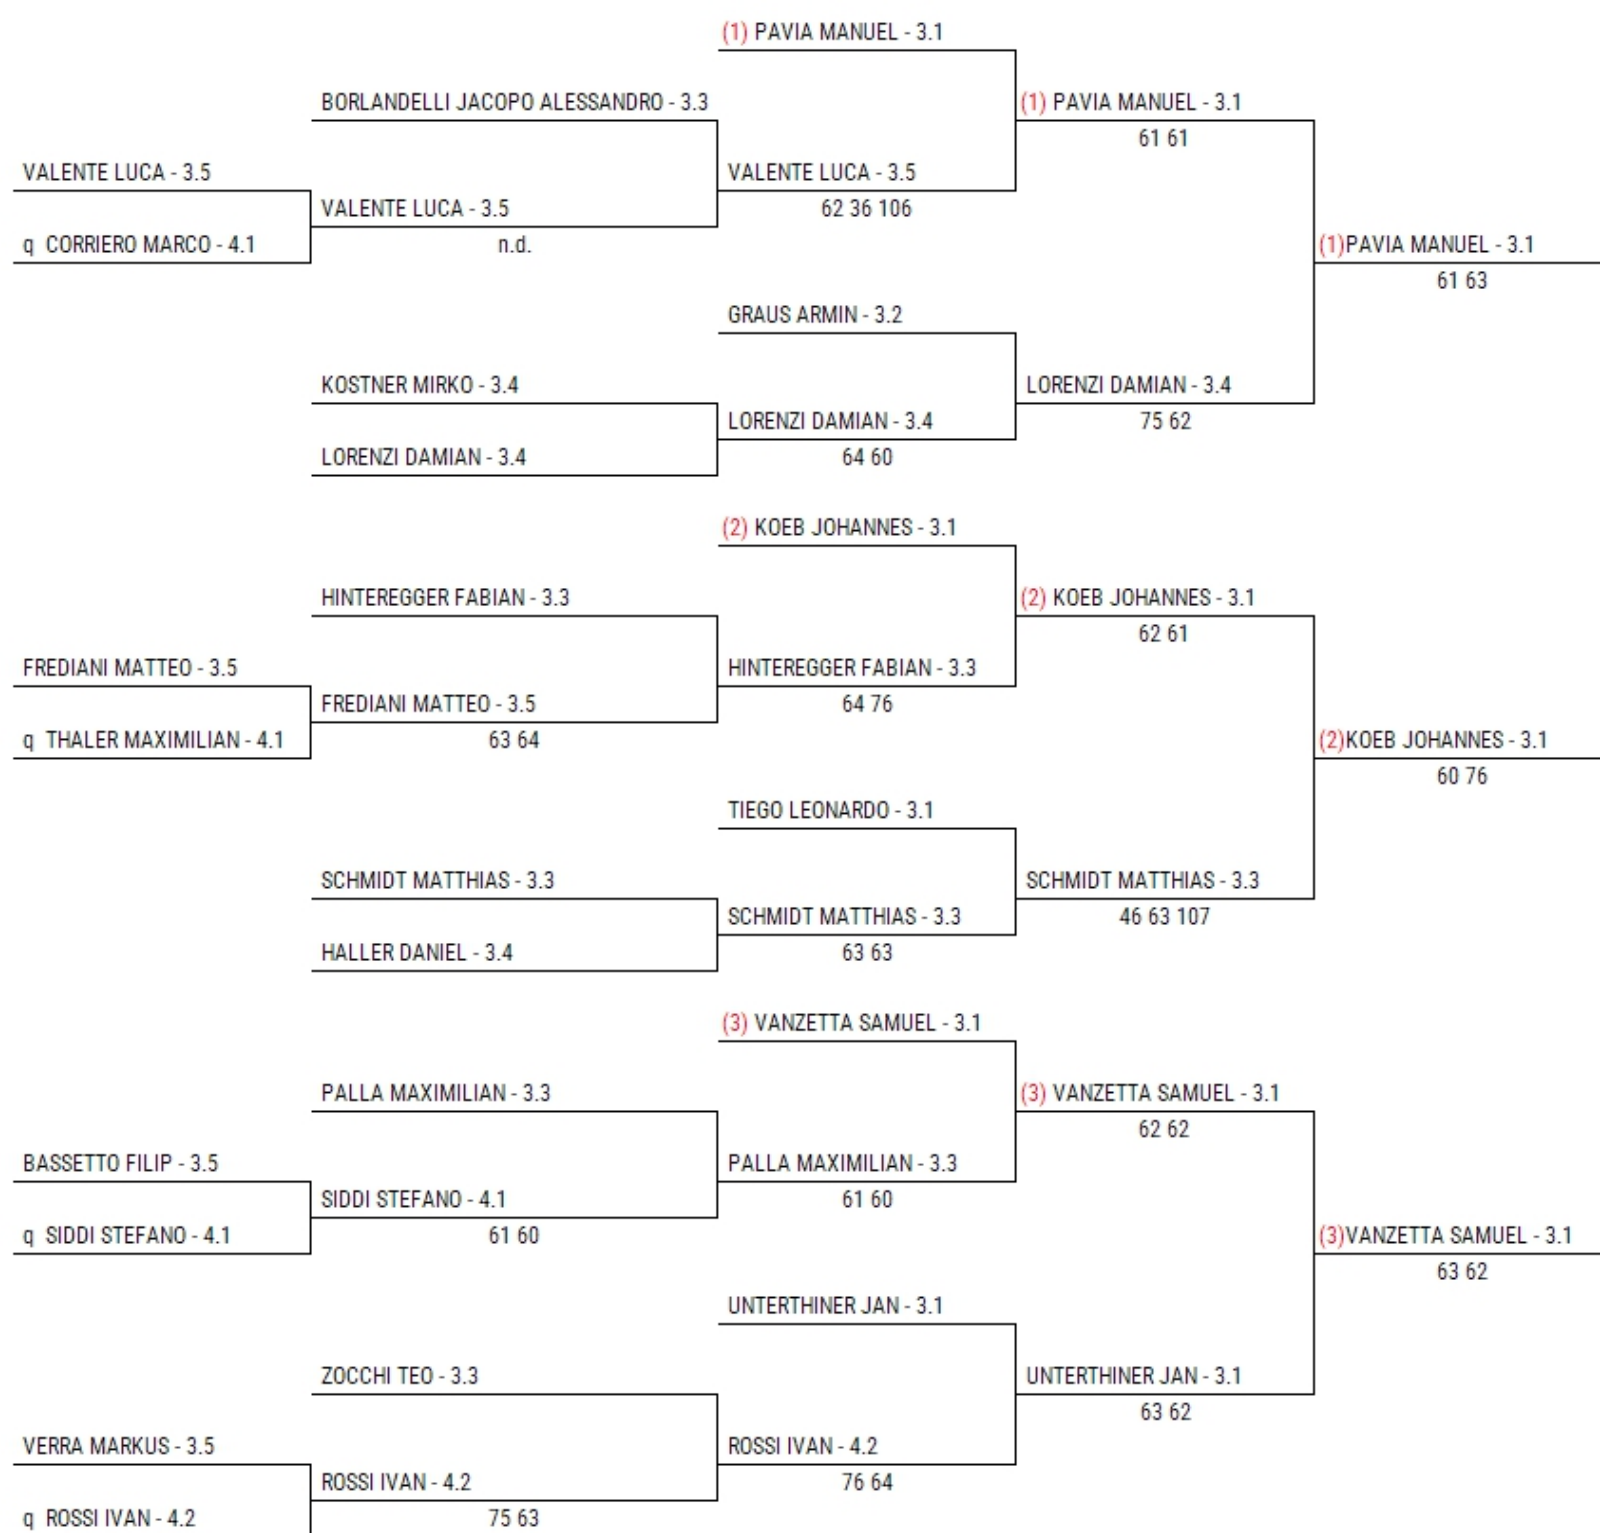 (1) PAVIA MANUEL - 3.1
BORLANDELLI JACOPO ALESSANDRO - 3.3
(1) PAVIA MANUEL - 3.1
61 61
VALENTE LUCA - 3.5
VALENTE LUCA - 3.5
VALENTE LUCA - 3.5
62 36 106
q CORRIERO MARCO - 4.1
n.d.
(1)PAVIA MANUEL - 3.1
61 63
GRAUS ARMIN - 3.2
KOSTNER MIRKO - 3.4
LORENZI DAMIAN - 3.4
75 62
LORENZI DAMIAN - 3.4
LORENZI DAMIAN - 3.4
64 60
(2) KOEB JOHANNES - 3.1
HINTEREGGER FABIAN - 3.3
(2) KOEB JOHANNES - 3.1
62 61
FREDIANI MATTEO - 3.5
HINTEREGGER FABIAN - 3.3
FREDIANI MATTEO - 3.5
64 76
q THALER MAXIMILIAN - 4.1
63 64
(2)KOEB JOHANNES - 3.1
60 76
TIEGO LEONARDO - 3.1
SCHMIDT MATTHIAS - 3.3
SCHMIDT MATTHIAS - 3.3
SCHMIDT MATTHIAS - 3.3
46 63 107
HALLER DANIEL - 3.4
63 63
(3) VANZETTA SAMUEL - 3.1
PALLA MAXIMILIAN - 3.3
(3) VANZETTA SAMUEL - 3.1
62 62
BASSETTO FILIP - 3.5
PALLA MAXIMILIAN - 3.3
SIDDI STEFANO - 4.1
61 60
q SIDDI STEFANO - 4.1
61 60
(3)VANZETTA SAMUEL - 3.1
63 62
UNTERTHINER JAN - 3.1
ZOCCHI TEO - 3.3
UNTERTHINER JAN - 3.1
63 62
VERRA MARKUS - 3.5
ROSSI IVAN - 4.2
ROSSI IVAN - 4.2
76 64
q ROSSI IVAN - 4.2
75 63